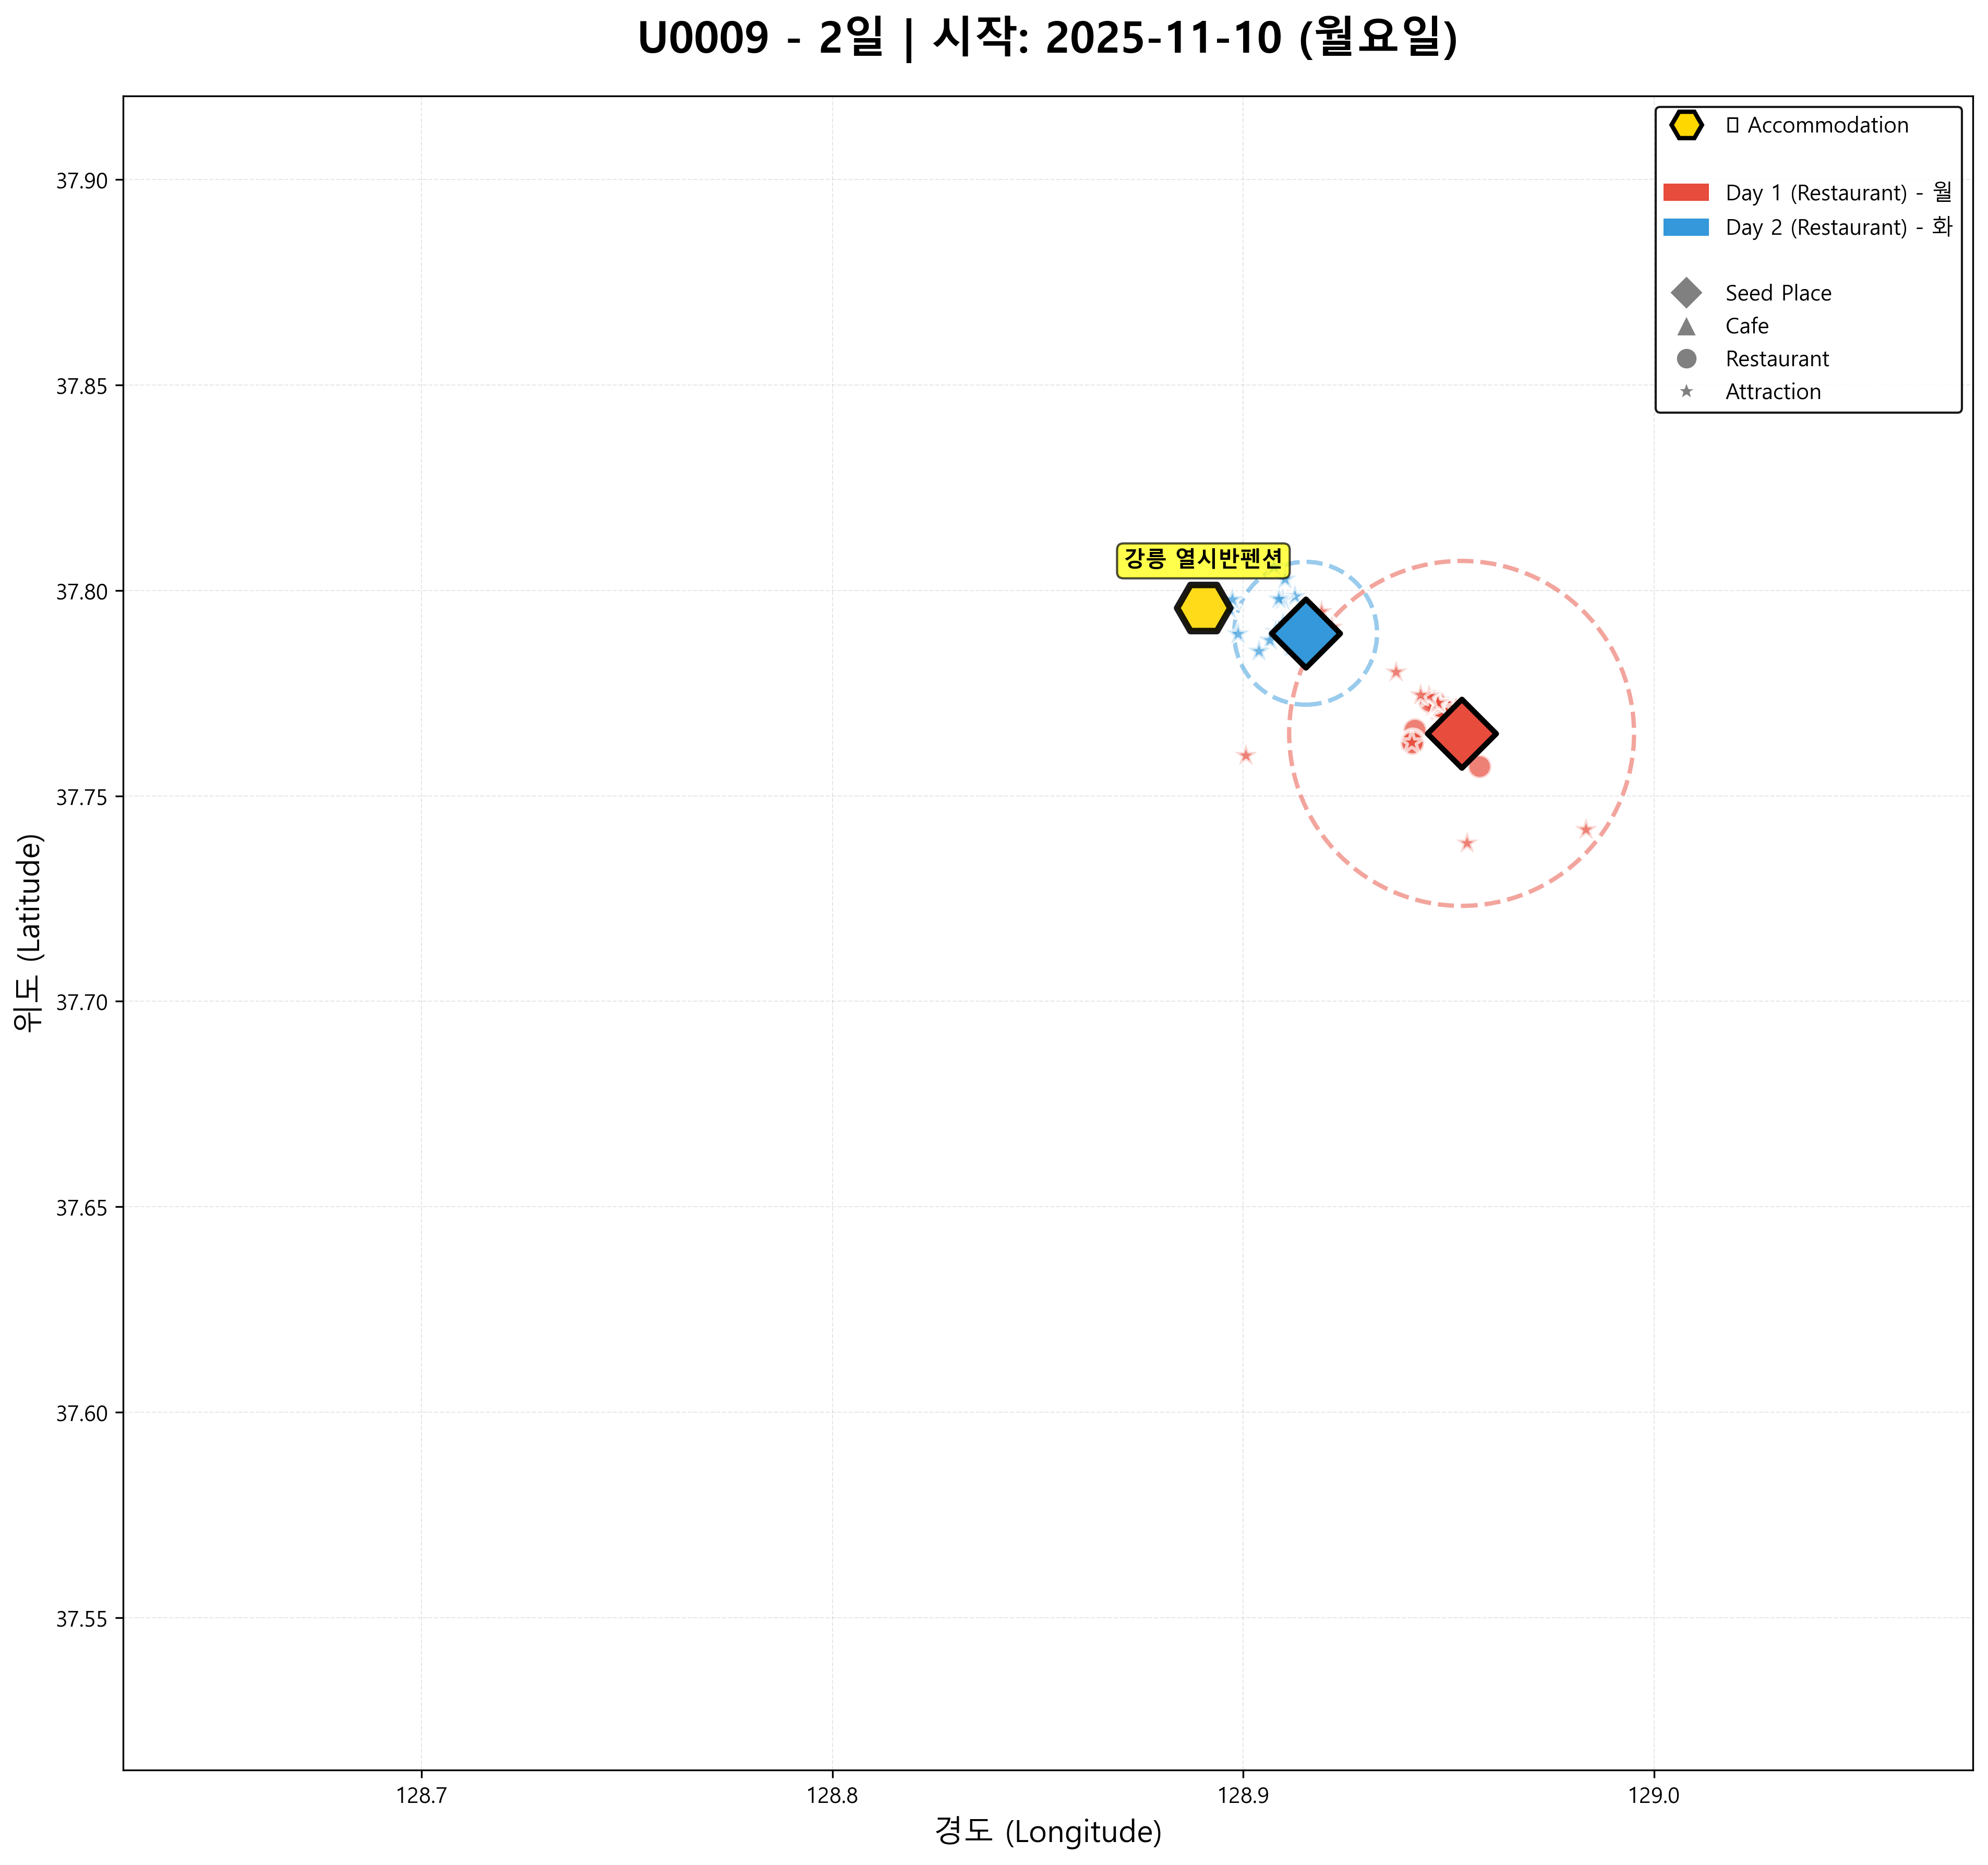 U0009 - 2일 | 시작: 2025-11-10 (월요일)
Accommodation
Day 1 (Restaurant) - 월
Day 2 (Restaurant) - 화
Seed Place
Cafe
Restaurant
Attraction
강릉 열시반펜션
위도 (Latitude)
37.90
37.85
37.80
37.75
37.70
37.65
37.60
37.55
128.7
128.8
128.9
129.0
경도 (Longitude)